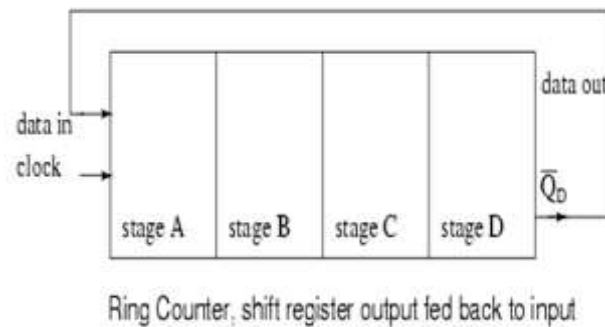 data out
data in
clock
Q̅D
stage A
stage B
stage C
stage D
Ring Counter, shift register output fed back to input